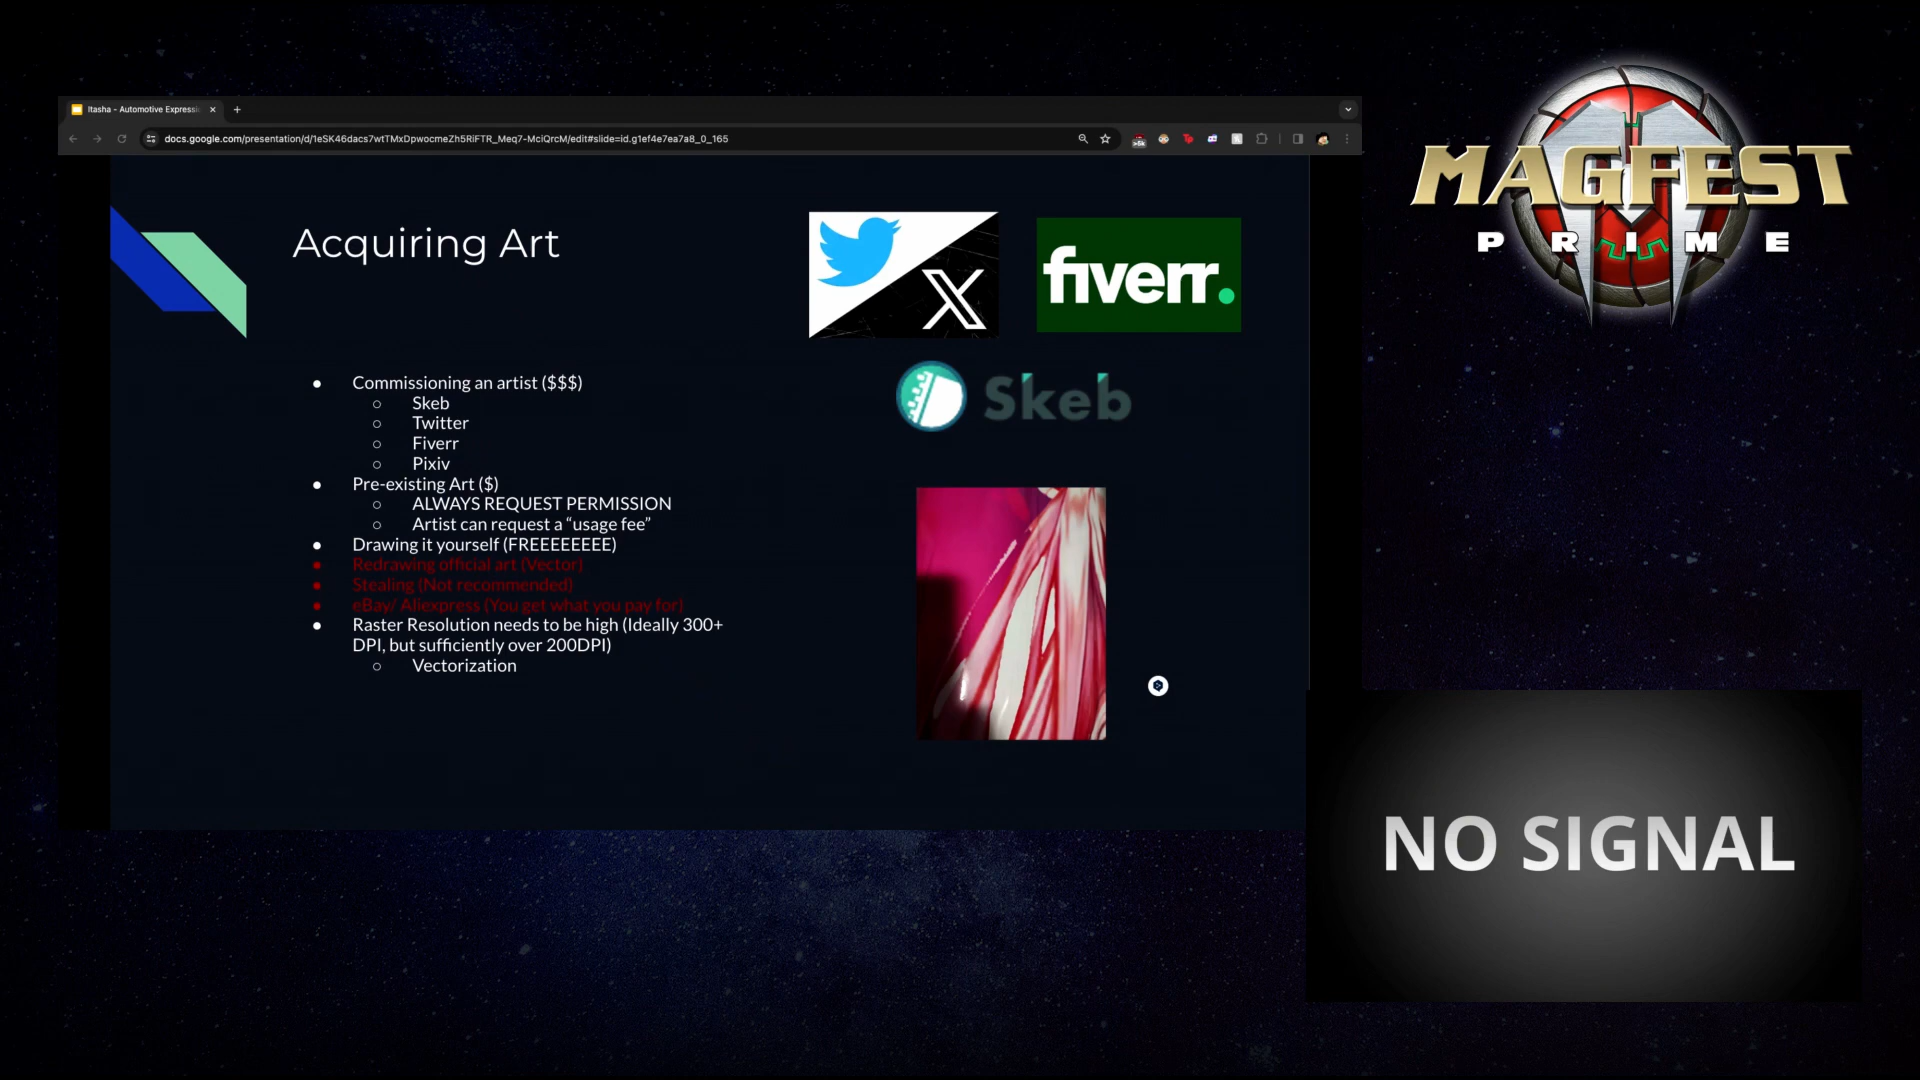 Itasha - Automotive Expressi
docs.google.com/presentation/d/1eSK46dacs7wtTMxDpwocmeZh5RiFTR_Meq7-MciQrcM/edit#slide=id.g1ef4e7ea7a8_0_165
>5k
Acquiring Art
X
fiverr.
Skeb
Commissioning an artist ($$$)
Skeb
Twitter
Fiverr
Pixiv
Pre-existing Art ($)
ALWAYS REQUEST PERMISSION
Artist can request a “usage fee”
Drawing it yourself (FREEEEEEEE)
Redrawing official art (Vector)
Stealing (Not recommended)
eBay/ Aliexpress (You get what you pay for)
Raster Resolution needs to be high (Ideally 300+
DPI, but sufficiently over 200DPI)
Vectorization
MAGFEST
PRIME
NO SIGNAL